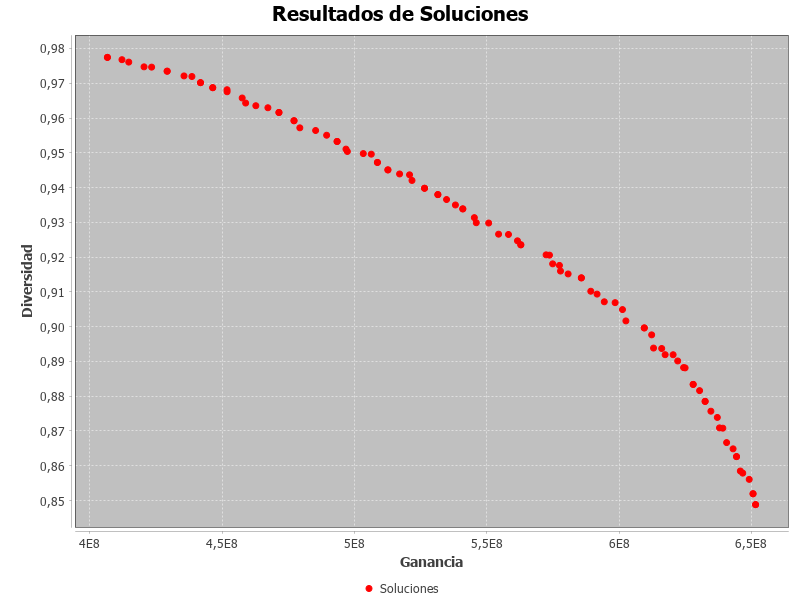 Resultados de Soluciones
0,98
0,97
0,96
0,95
0,94
0,93
0,92
0,91
0,90
0,89
0,88
0,87
0,86
0,85
Diversidad
4E8 4,5E8 5E8 5,5E8 6E8 6,5E8
Ganancia
Soluciones